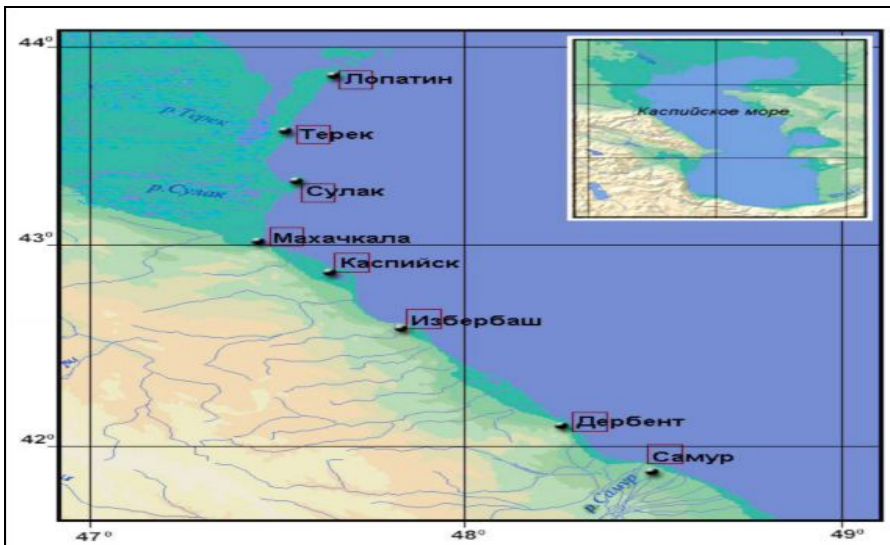 44°
Лопатин
Каспийское море
р.Терек
Терек
р.Сулак
Сулак
Махачкала
43°
Каспийск
Избербаш
Дербент
42°
Самур
р.Самур
47°
48°
49°